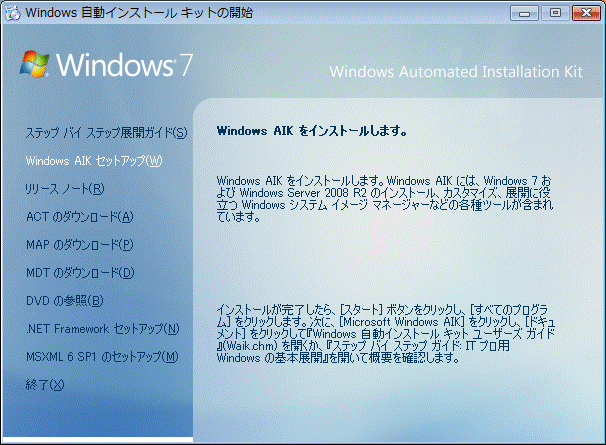 Windows 自動インストール キットの開始
Windows 7
Windows Automated Installation Kit
ステップ バイ ステップ展開ガイド(S)
Windows AIK セットアップ(W)
リリース ノート(R)
ACT のダウンロード(A)
MAP のダウンロード(P)
MDT のダウンロード(D)
DVD の参照(B)
.NET Framework セットアップ(N)
MSXML 6 SP1 のセットアップ(M)
終了(X)
Windows AIK をインストールします。
Windows AIK をインストールします。Windows AIK には、Windows 7 お
よび Windows Server 2008 R2 のインストール、カスタマイズ、展開に役
立つ Windows システム イメージ マネージャーなどの各種ツールが含まれ
ています。
インストールが完了したら、[スタート] ボタンをクリックし、[すべてのプログラ
ム] をクリックします。次に、[Microsoft Windows AIK] をクリックし、[ドキュ
メント] をクリックして『Windows 自動インストール キット ユーザーズ ガイド
』(Waik.chm) を開くか、『ステップ バイ ステップ ガイド: IT プロ用
Windows の基本展開』を開いて概要を確認します。